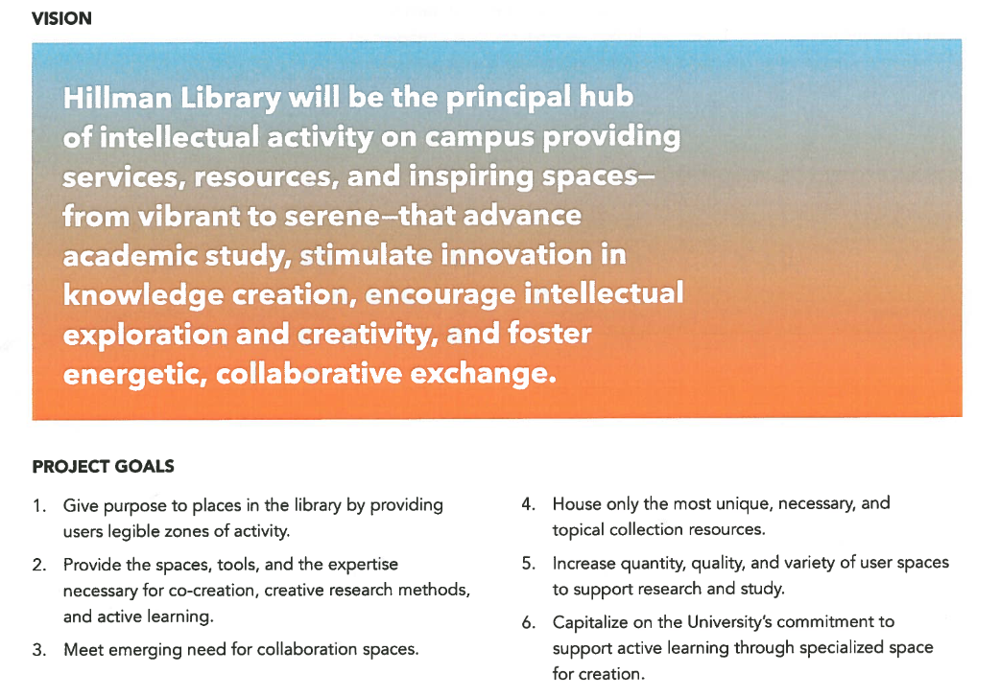 VISION
Hillman Library will be the principal hub
of intellectual activity on campus providing
services, resources, and inspiring spaces—
from vibrant to serene—that advance
academic study, stimulate innovation in
knowledge creation, encourage intellectual
exploration and creativity, and foster
energetic, collaborative exchange.
PROJECT GOALS
1. Give purpose to places in the library by providing
users legible zones of activity.
2. Provide the spaces, tools, and the expertise
necessary for co-creation, creative research methods,
and active learning.
3. Meet emerging need for collaboration spaces.
4. House only the most unique, necessary, and
topical collection resources.
5. Increase quantity, quality, and variety of user spaces
to support research and study.
6. Capitalize on the University's commitment to
support active learning through specialized space
for creation.